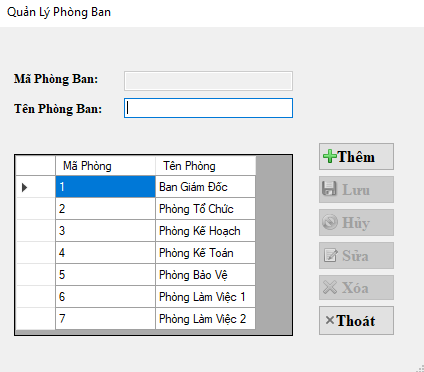 Quản Lý Phòng Ban
Mã Phòng Ban:
Tên Phòng Ban:
Mã Phòng Tên Phòng
1 Ban Giám Đốc
2 Phòng Tổ Chức
3 Phòng Kế Hoạch
4 Phòng Kế Toán
5 Phòng Bảo Vệ
6 Phòng Làm Việc 1
7 Phòng Làm Việc 2
Thêm
Lưu
Hủy
Sửa
Xóa
Thoát